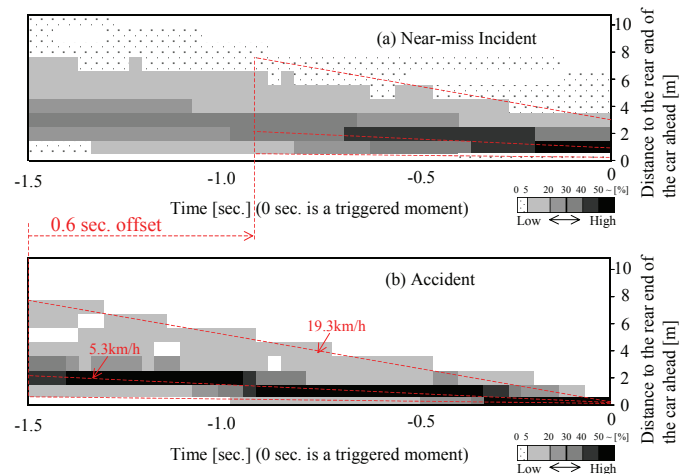 (a) Near-miss Incident
10
8
6
4
2
0
Distance to the rear end of
the car ahead [m]
-1.5
-1.0
-0.5
0
Time [sec.] (0 sec. is a triggered moment)
0 5 20 30 40 50 ~ [%]
Low High
0.6 sec. offset
(b) Accident
19.3km/h
5.3km/h
10
8
6
4
2
0
Distance to the rear end of
the car ahead [m]
-1.5
-1.0
-0.5
0
Time [sec.] (0 sec. is a triggered moment)
0 5 20 30 40 50 ~ [%]
Low High